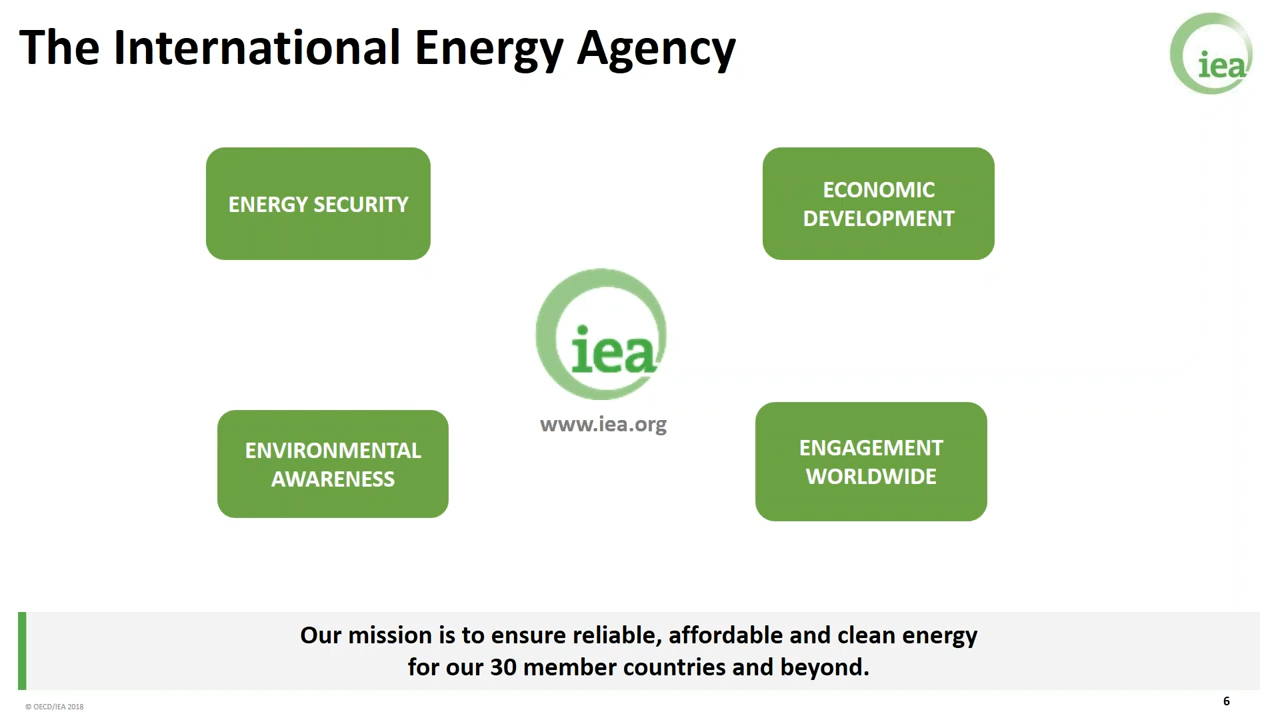 The International Energy Agency
iea
ENERGY SECURITY
ECONOMIC
DEVELOPMENT
iea
www.iea.org
ENVIRONMENTAL
AWARENESS
ENGAGEMENT
WORLDWIDE
Our mission is to ensure reliable, affordable and clean energy
for our 30 member countries and beyond.
© OECD/IEA 2018
6